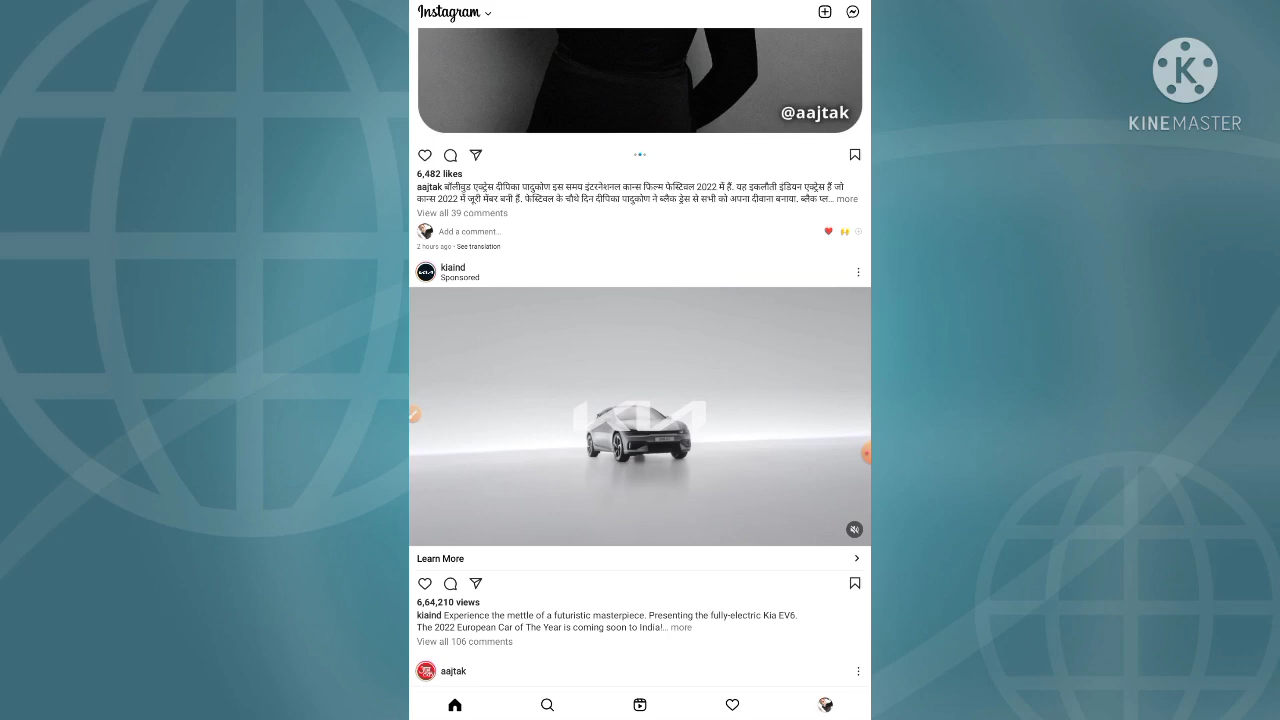 Instagram
@aajtak
6,482 likes
aajtak बॉलीवुड एक्ट्रेस दीपिका पादुकोण इस समय इंटरनेशनल कान्स फिल्म फेस्टिवल 2022 में हैं. यह इकलौती इंडियन एक्ट्रेस हैं जो
कान्स 2022 में जूरी मेंबर बनी हैं. फेस्टिवल के चौथे दिन दीपिका पादुकोण ने ब्लैक ड्रेस से सभी को अपना दीवाना बनाया. ब्लैक प्ल... more
View all 39 comments
Add a comment...
2 hours ago • See translation
kiaind
Sponsored
KIA
Learn More
6,64,210 views
kiaind Experience the mettle of a futuristic masterpiece. Presenting the fully-electric Kia EV6.
The 2022 European Car of The Year is coming soon to India!... more
View all 106 comments
aajtak
K
KINEMASTER